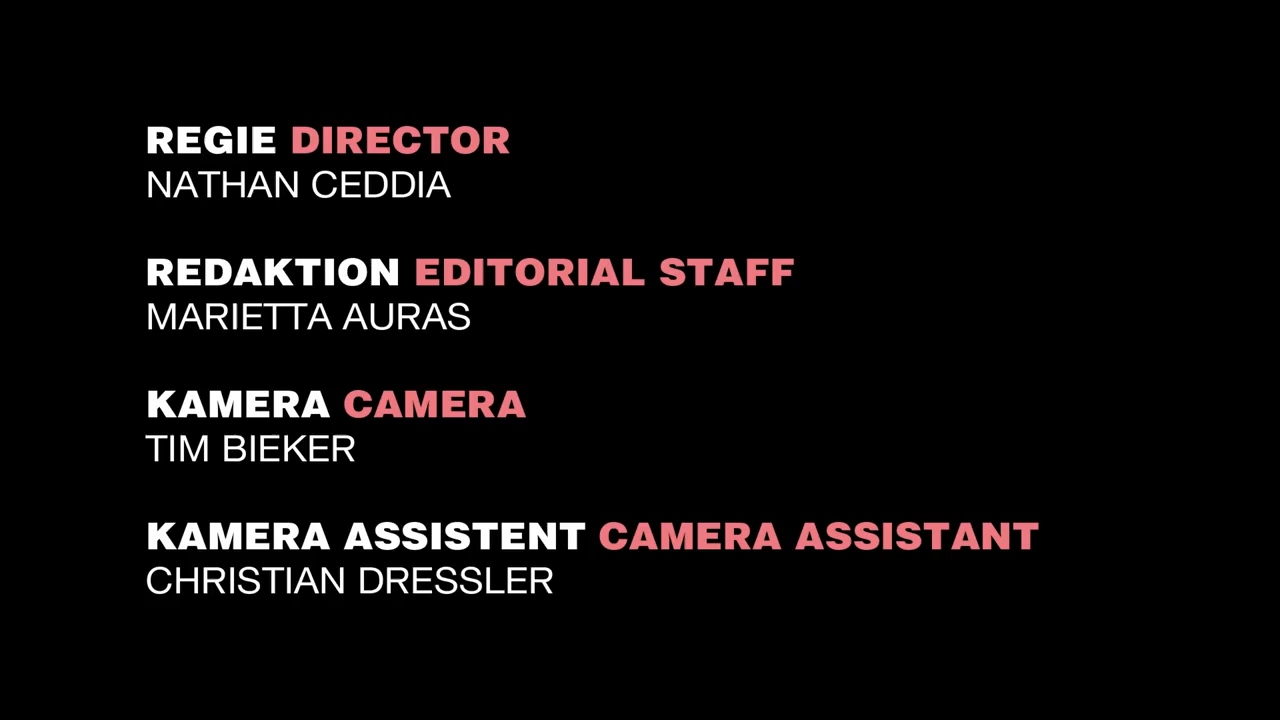 REGIE DIRECTOR
NATHAN CEDDIA
REDAKTION EDITORIAL STAFF
MARIETTA AURAS
KAMERA CAMERA
TIM BIEKER
KAMERA ASSISTENT CAMERA ASSISTANT
CHRISTIAN DRESSLER